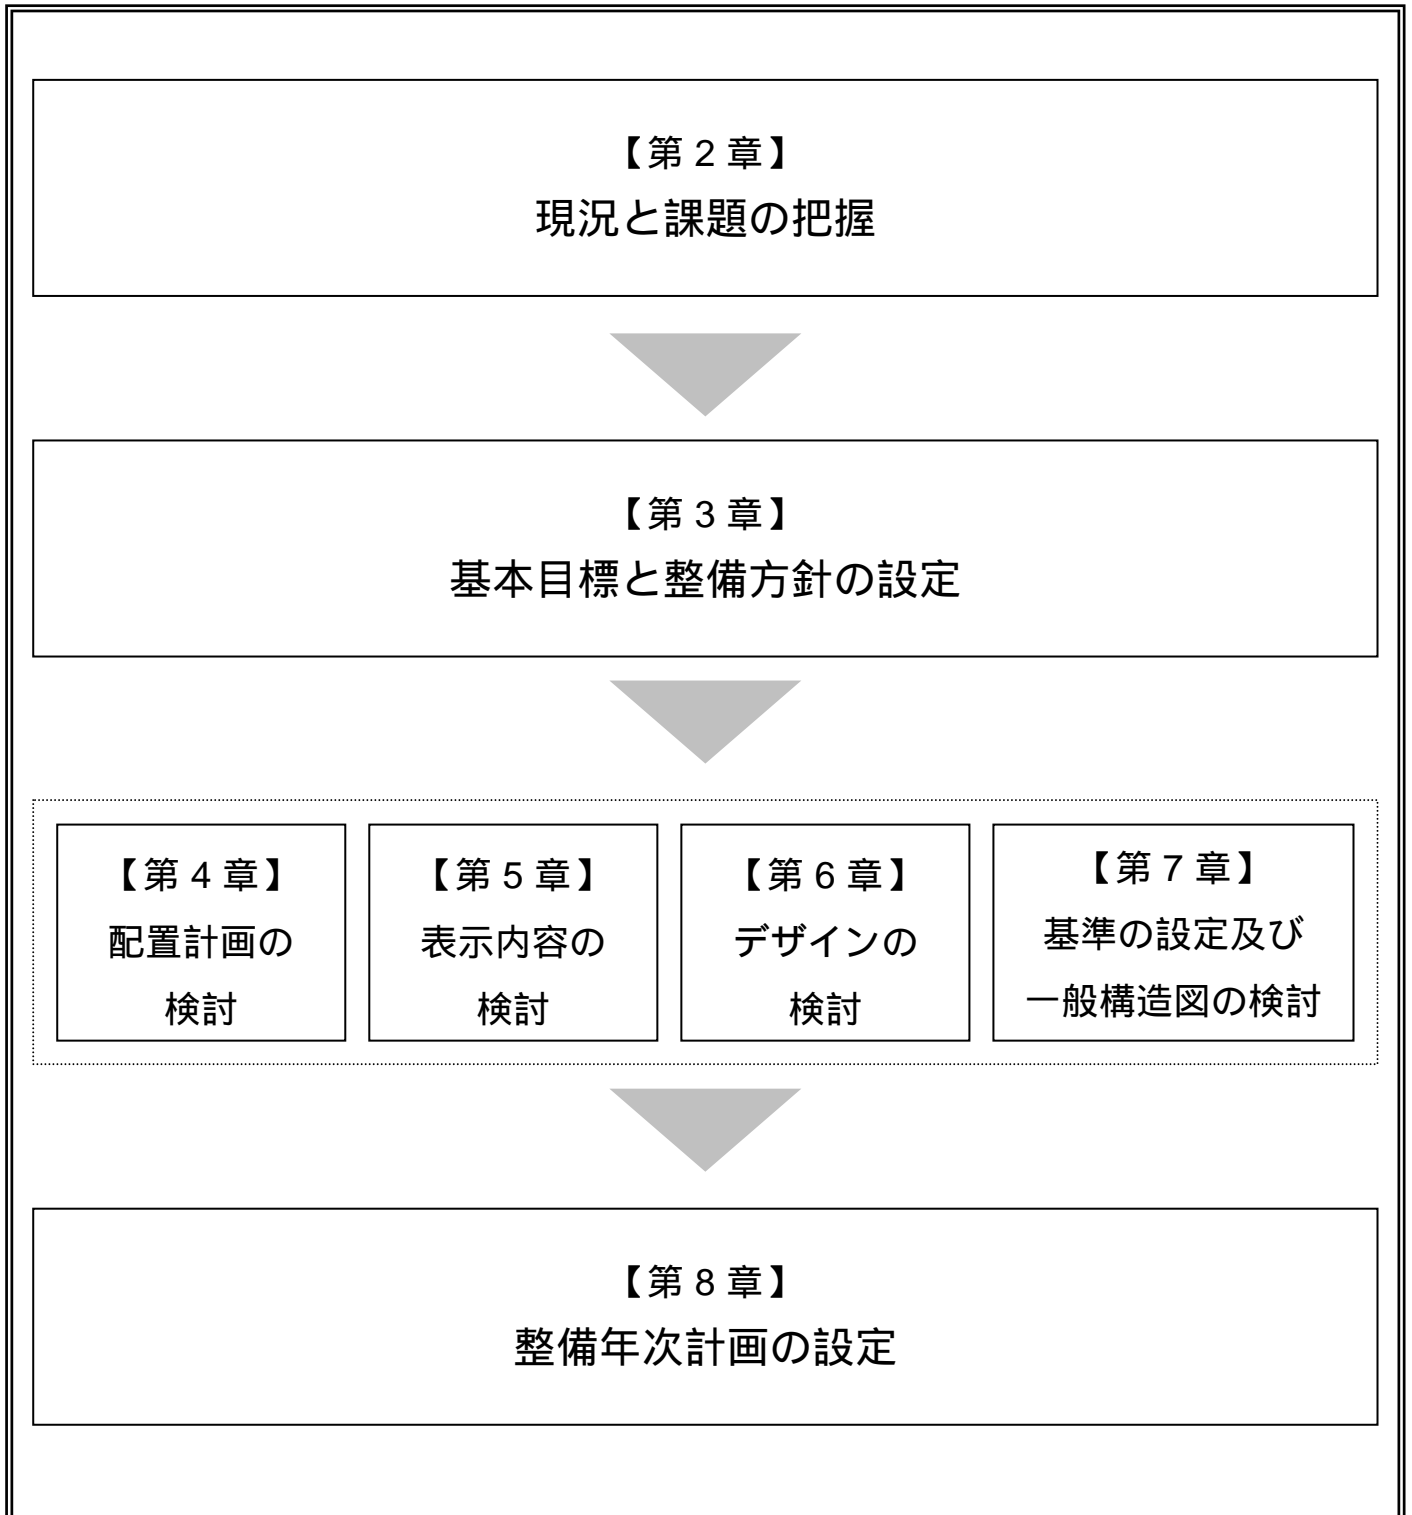 【第２章】
現況と課題の把握
【第３章】
基本目標と整備方針の設定
【第４章】
配置計画の
検討
【第５章】
表示内容の
検討
【第６章】
デザインの
検討
【第７章】
基準の設定及び
一般構造図の検討
【第８章】
整備年次計画の設定